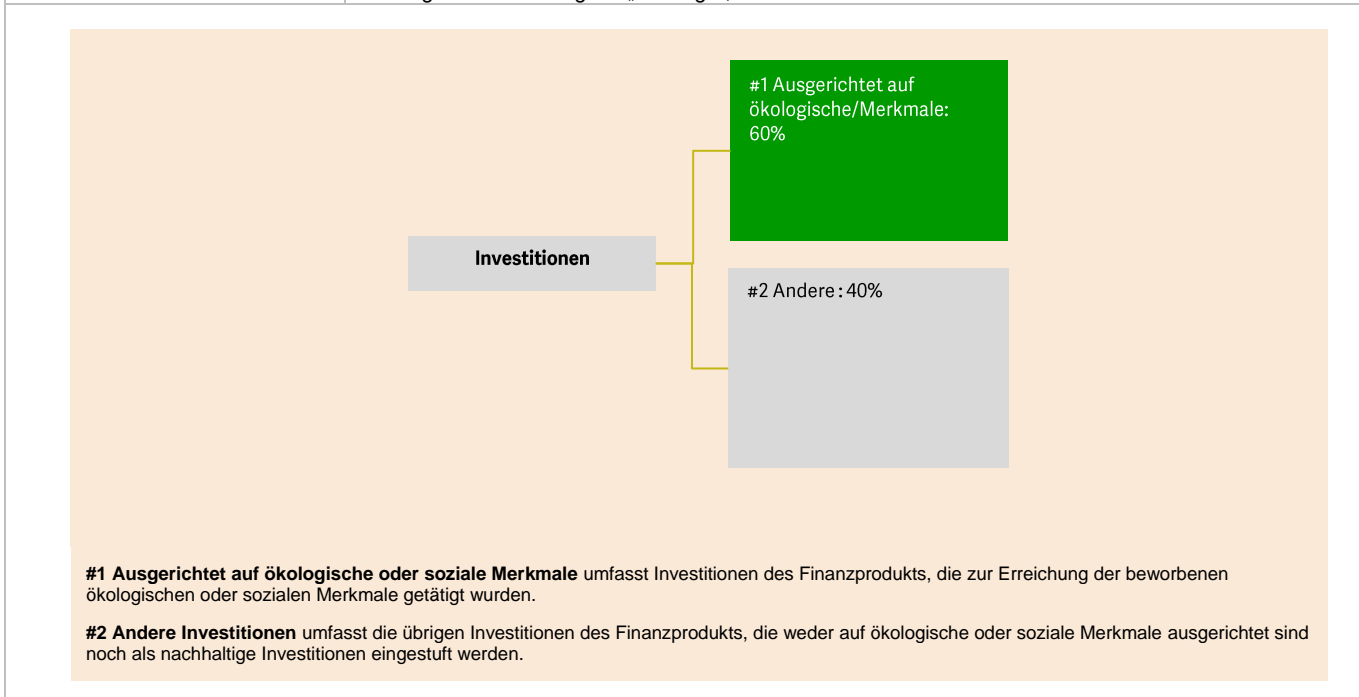 #1 Ausgerichtet auf
ökologische/Merkmale:
60%
Investitionen
#2 Andere : 40%
#1 Ausgerichtet auf ökologische oder soziale Merkmale umfasst Investitionen des Finanzprodukts, die zur Erreichung der beworbenen
ökologischen oder sozialen Merkmale getätigt wurden.
#2 Andere Investitionen umfasst die übrigen Investitionen des Finanzprodukts, die weder auf ökologische oder soziale Merkmale ausgerichtet sind
noch als nachhaltige Investitionen eingestuft werden.